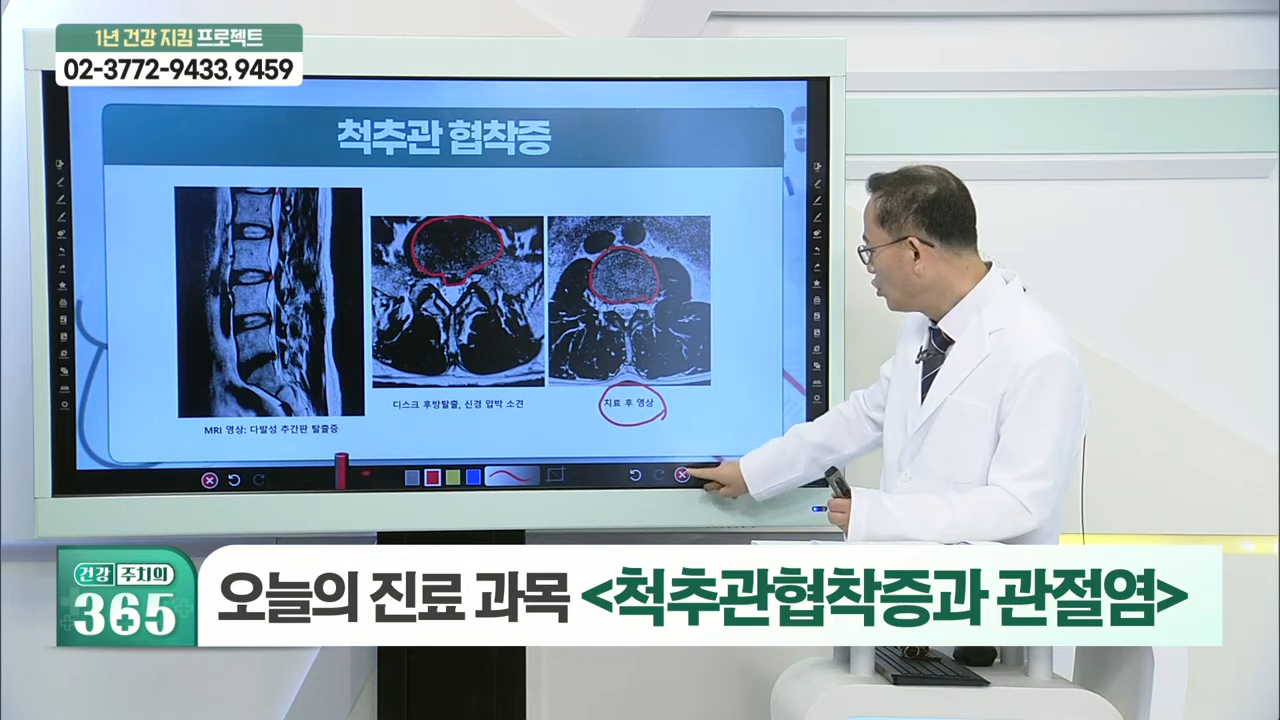 1년 건강 지킴 프로젝트
02-3772-9433, 9459
척추관 협착증
디스크 후방탈출, 신경 압박 소견
치료 후 영상
MRI 영상: 다발성 추간판 탈출증
건강 주치의
365
오늘의 진료 과목 <척추관협착증과 관절염>